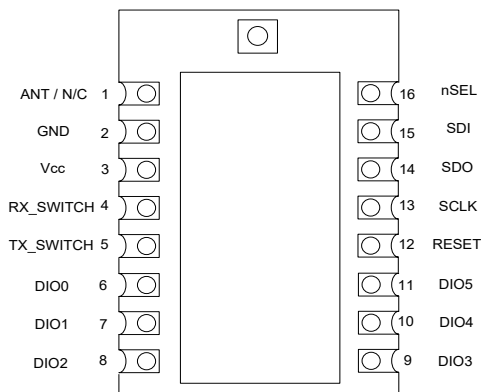 ANT / N/C 1 16 nSEL
GND 2 15 SDI
Vcc 3 14 SDO
RX_SWITCH 4 13 SCLK
TX_SWITCH 5 12 RESET
DIO0 6 11 DIO5
DIO1 7 10 DIO4
DIO2 8 9 DIO3